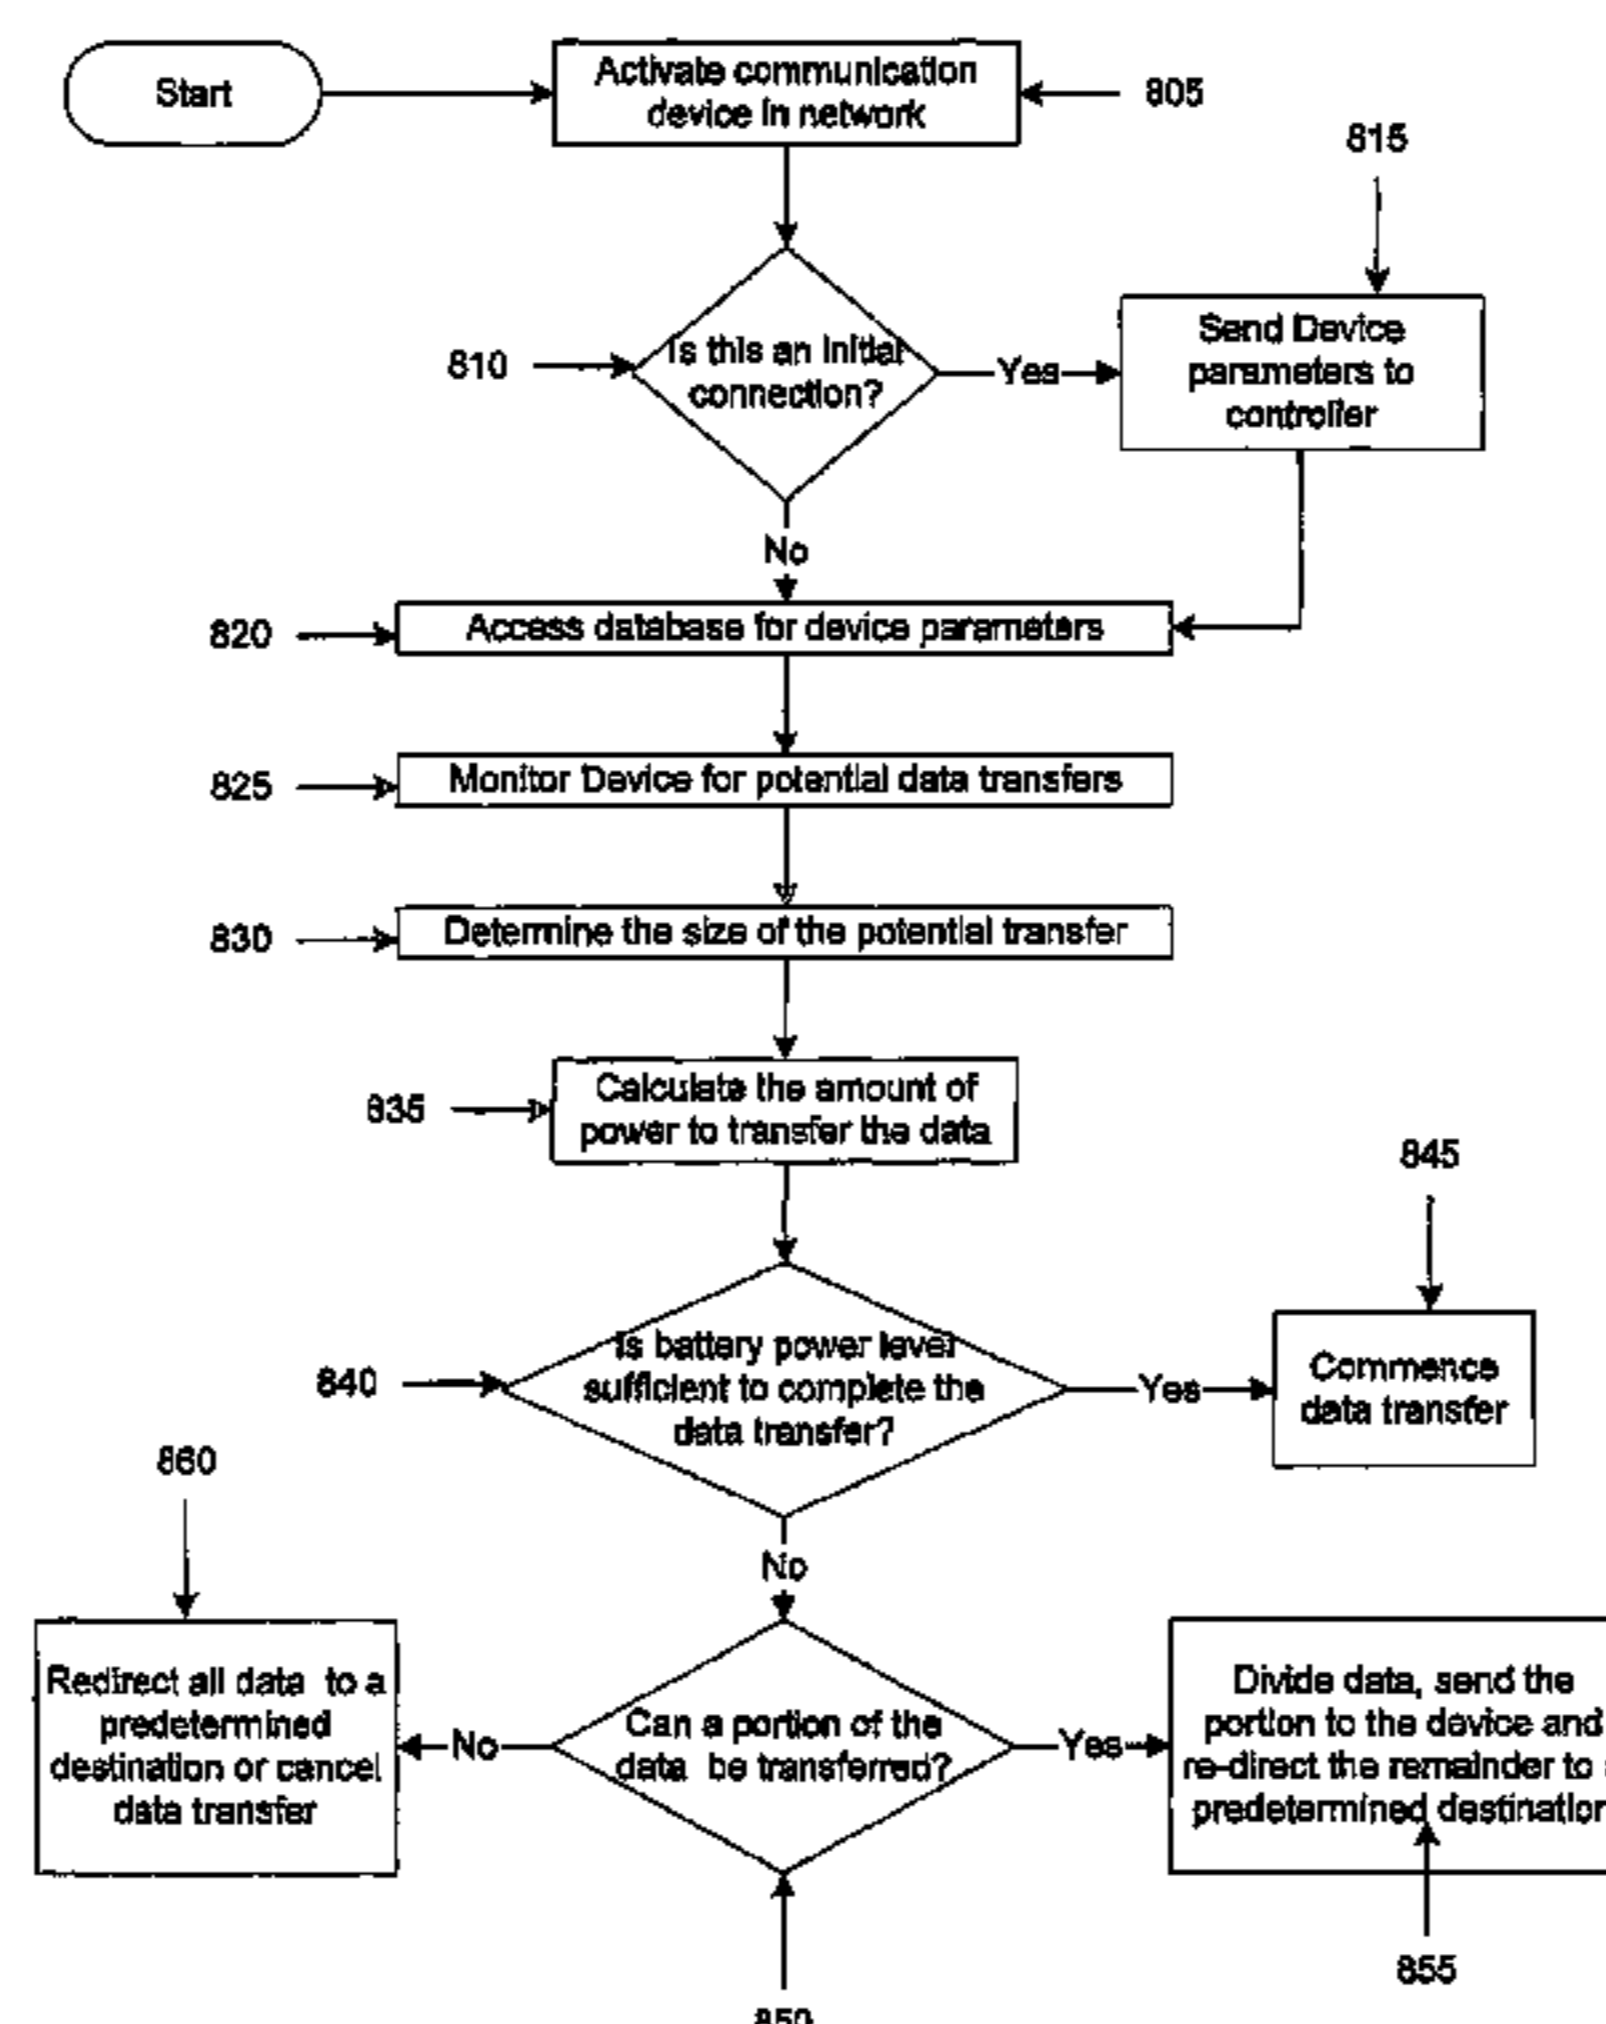 Start
Activate communication
device in network
805
815
810
Is this an initial
connection?
Yes
Send Device
parameters to
controller
No
820
Access database for device parameters
825
Monitor Device for potential data transfers
830
Determine the size of the potential transfer
835
Calculate the amount of
power to transfer the data
845
840
Is battery power level
sufficient to complete the
data transfer?
Yes
Commence
data transfer
860
No
Redirect all data to a
predetermined
destination or cancel
data transfer
No
Can a portion of the
data be transferred?
Yes
Divide data, send the
portion to the device and
re-direct the remainder to
predetermined destination
855
850